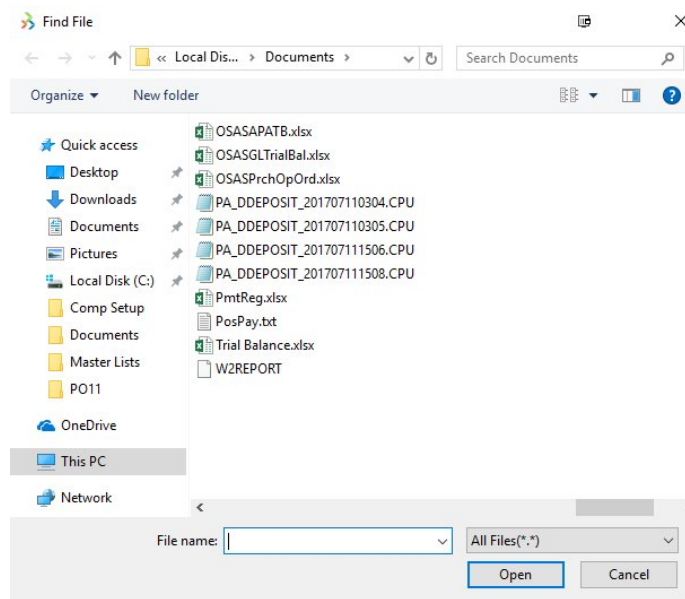 Find File
« Local Dis... > Documents >
Search Documents
Organize
New folder
Quick access
Desktop
Downloads
Documents
Pictures
Local Disk (C:)
Comp Setup
Documents
Master Lists
PO11
OneDrive
This PC
Network
OSASAPATB.xlsx
OSASGLTrialBal.xlsx
OSASPrchOpOrd.xlsx
PA_DDEPOSIT_201707110304.CPU
PA_DDEPOSIT_201707110305.CPU
PA_DDEPOSIT_201707111506.CPU
PA_DDEPOSIT_201707111508.CPU
PmtReg.xlsx
PosPay.txt
Trial Balance.xlsx
W2REPORT
File name:
All Files(*.*)
Open
Cancel